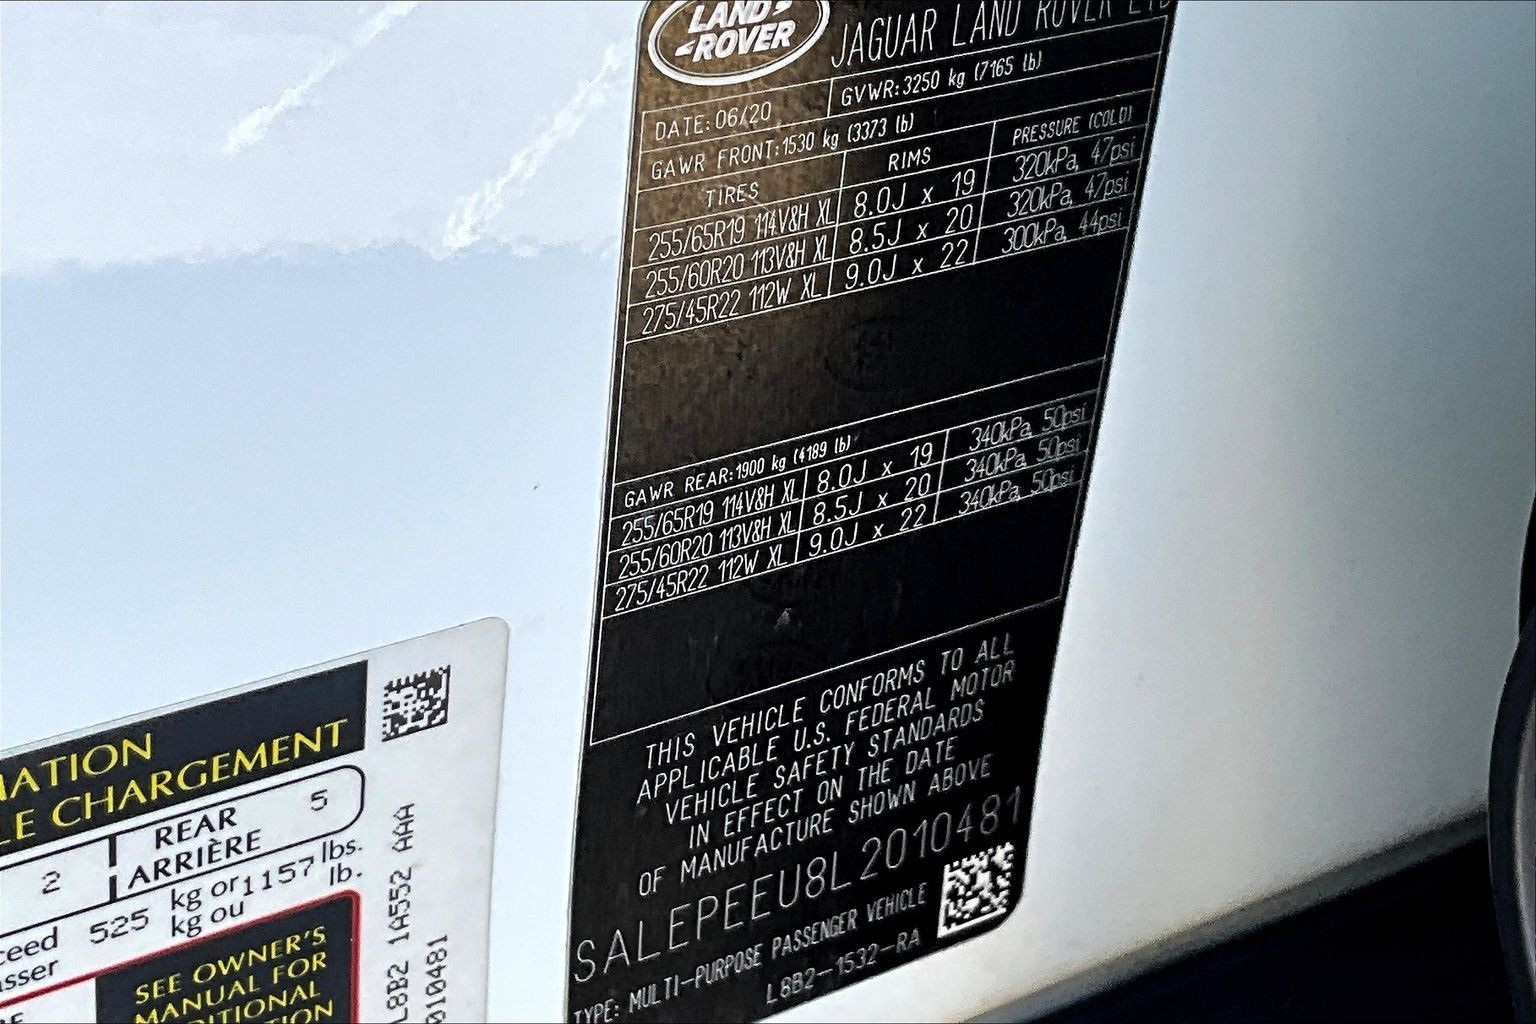 LAND
ROVER
JAGUAR LAND ROVER LTD
DATE: 06/20
GVWR: 3250 kg (7165 lb)
GAWR FRONT: 1530 kg (3373 lb)
TIRES RIMS PRESSURE (COLD)
255/65R19 114V&H XL 8.0J x 19 320kPa, 47psi
255/60R20 113V&H XL 8.5J x 20 320kPa, 47psi
275/45R22 112W XL 9.0J x 22 300kPa, 44psi
GAWR REAR: 1900 kg (4189 lb)
255/65R19 114V&H XL 8.0J x 19 340kPa, 50psi
255/60R20 113V&H XL 8.5J x 20 340kPa, 50psi
275/45R22 112W XL 9.0J x 22 340kPa, 50psi
THIS VEHICLE CONFORMS TO ALL
APPLICABLE U.S. FEDERAL MOTOR
VEHICLE SAFETY STANDARDS
IN EFFECT ON THE DATE
OF MANUFACTURE SHOWN ABOVE
SALEPEEU8L2010481
TYPE: MULTI-PURPOSE PASSENGER VEHICLE
L8B2-1532-RA
MATION
LE CHARGEMENT
2 REAR 5
ARRIÈRE
ceed 525 kg or 1157 lbs.
asser kg ou lb.
SEE OWNER'S
MANUAL FOR
DITIONAL
TION
L8B2 1A552 AAA
010481